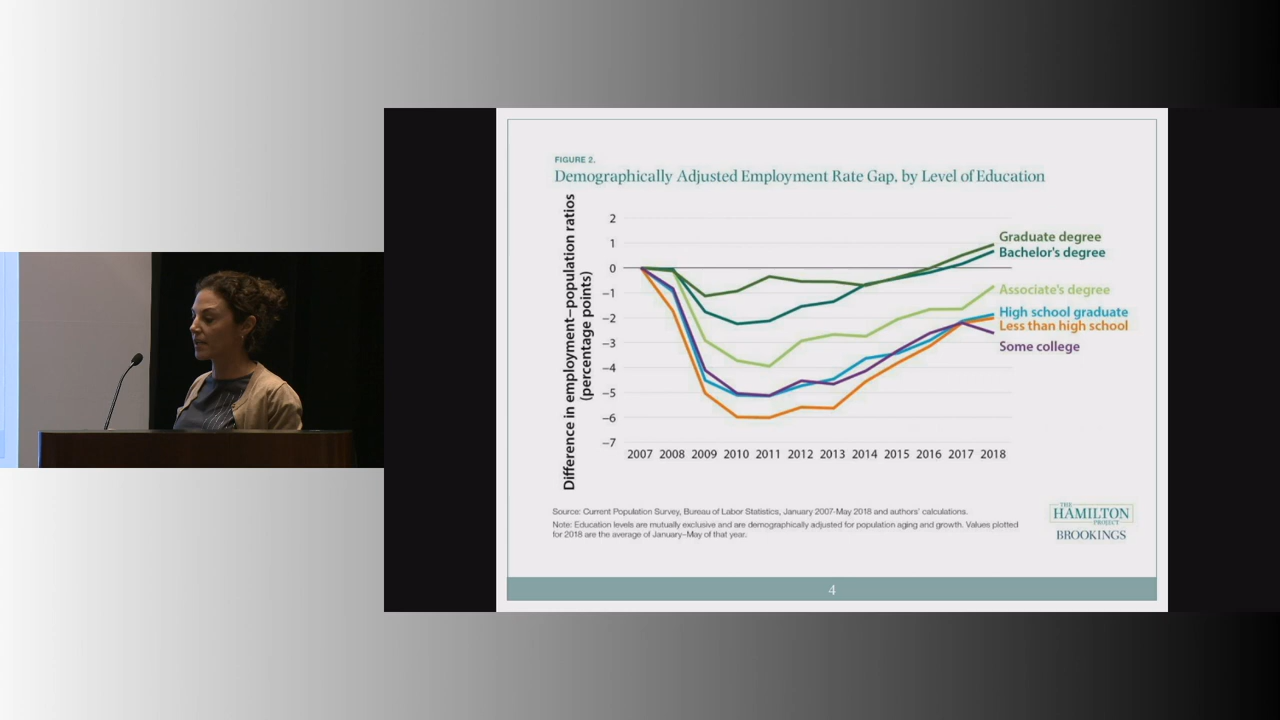 FIGURE 2.
Demographically Adjusted Employment Rate Gap, by Level of Education
Difference in employment–population ratios
(percentage points)
2
1
0
–1
–2
–3
–4
–5
–6
–7
2007 2008 2009 2010 2011 2012 2013 2014 2015 2016 2017 2018
Graduate degree
Bachelor's degree
Associate's degree
High school graduate
Less than high school
Some college
Source: Current Population Survey, Bureau of Labor Statistics, January 2007-May 2018 and authors' calculations.
Note: Education levels are mutually exclusive and are demographically adjusted for population aging and growth. Values plotted
for 2018 are the average of January–May of that year.
THE
HAMILTON
PROJECT
BROOKINGS
4